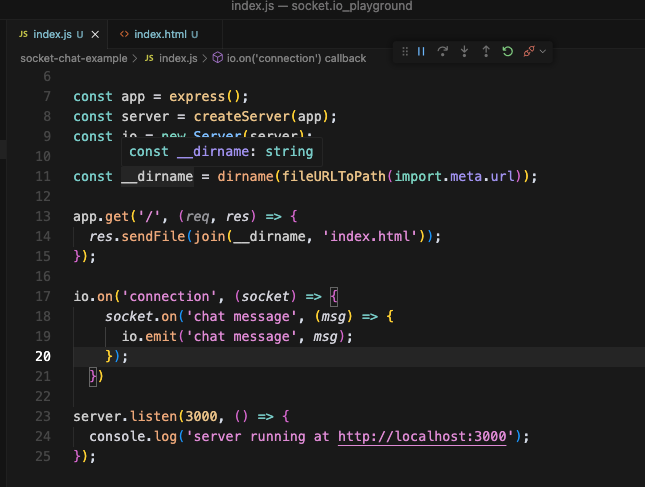 index.js — socket.io_playground
JS index.js U × <> index.html U
socket-chat-example > JS index.js > io.on('connection') callback
6
7 const app = express();
8 const server = createServer(app);
9 const io = new Server(server);
const __dirname: string
10
11 const __dirname = dirname(fileURLToPath(import.meta.url));
12
13 app.get('/', (req, res) => {
14 res.sendFile(join(__dirname, 'index.html'));
15 });
16
17 io.on('connection', (socket) => {
18 socket.on('chat message', (msg) => {
19 io.emit('chat message', msg);
20 });
21 })
22
23 server.listen(3000, () => {
24 console.log('server running at http://localhost:3000');
25 });